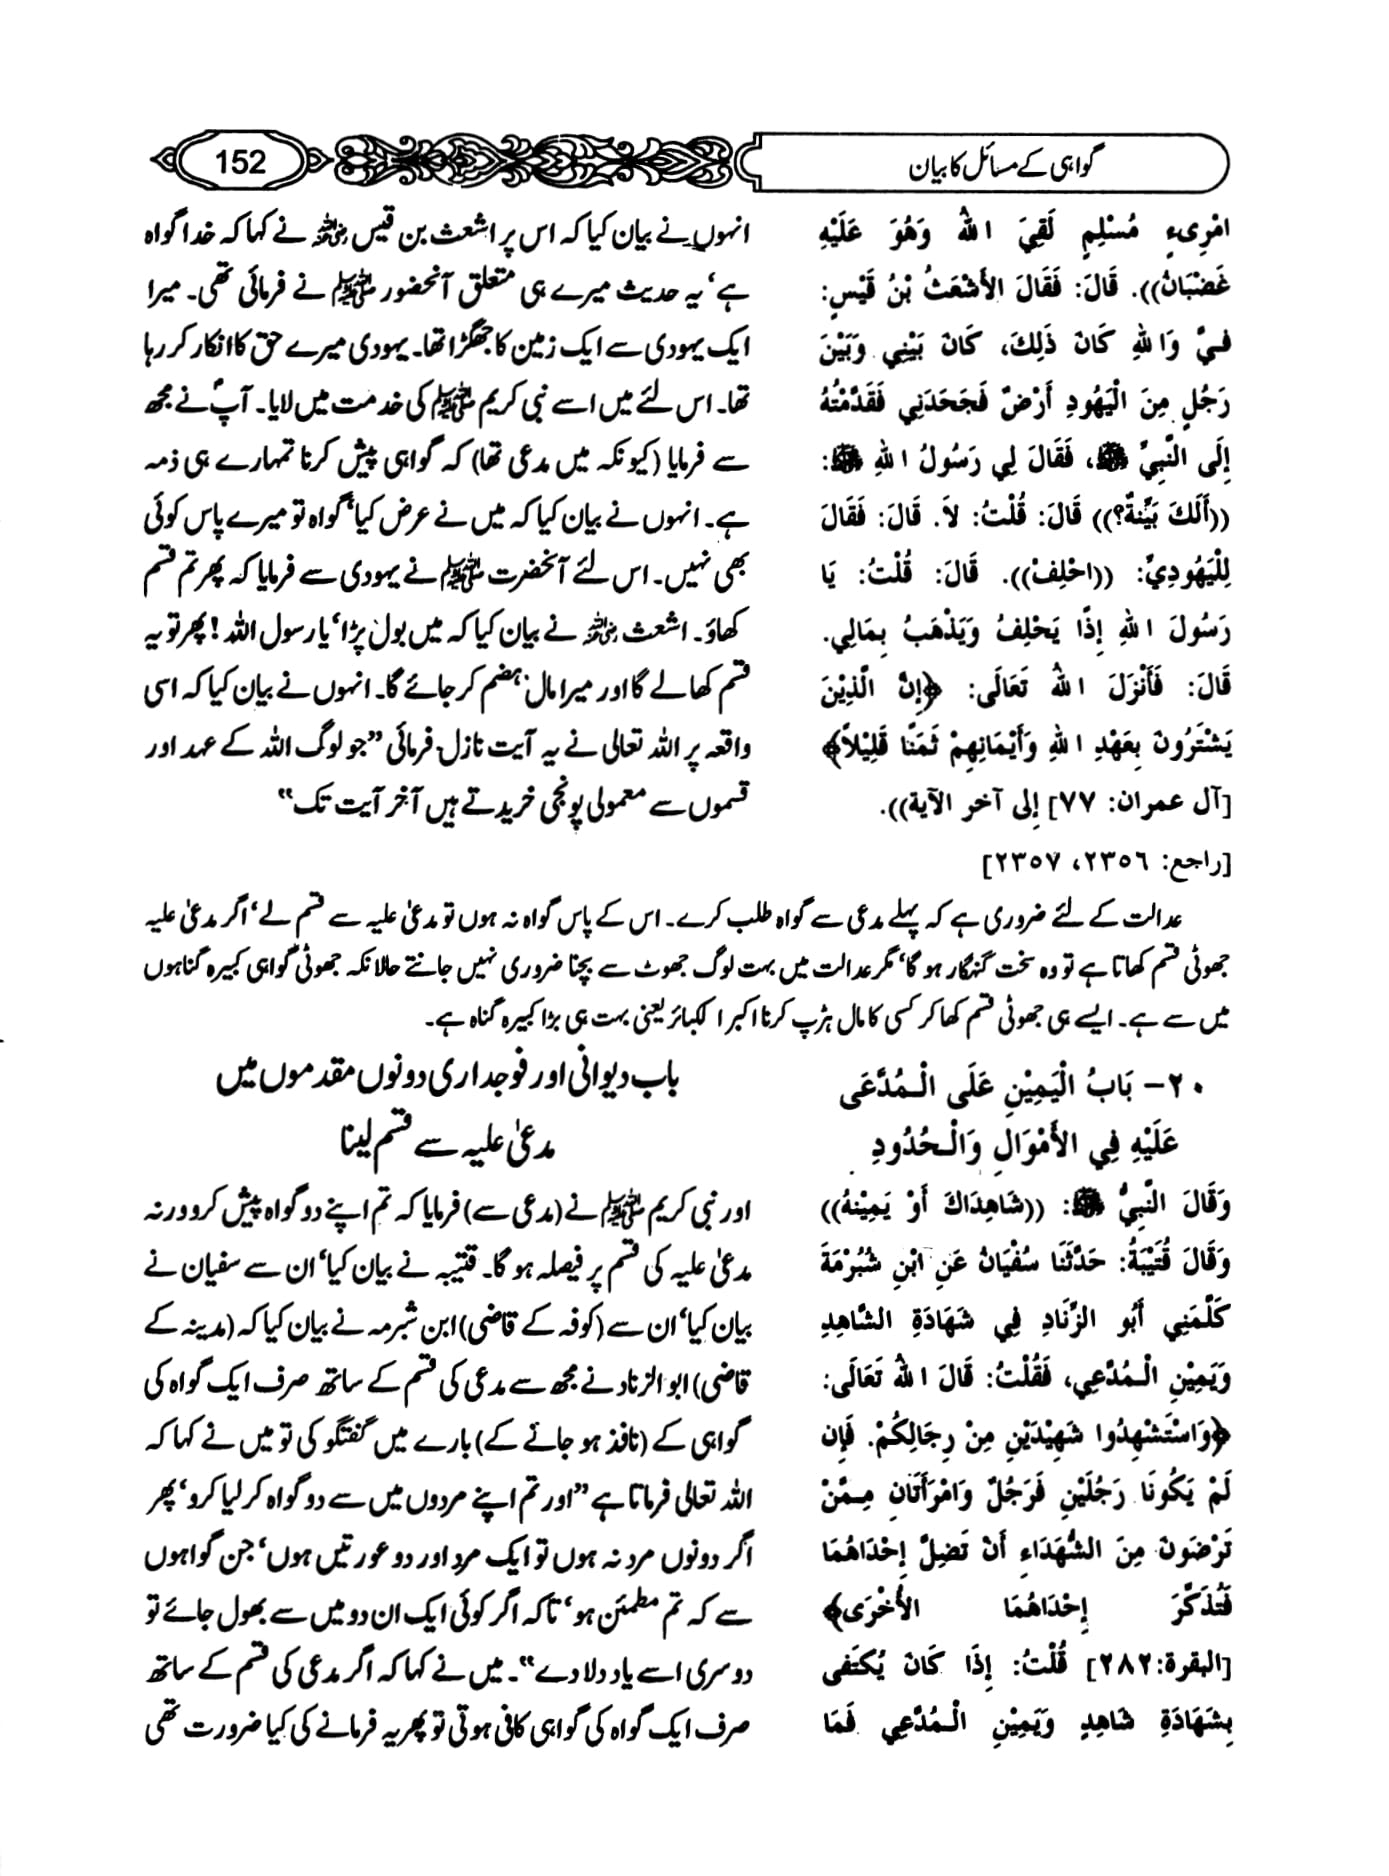 گواہی کے مسائل کا بیان
152
امْرِىءٍ مُسْلِمٍ لَقِيَ اللهَ وَهُوَ عَلَيْهِ
غَضْبَانُ)). قَالَ: فَقَالَ الأَشْعَثُ بْنُ قَيْسٍ:
فِيَّ وَاللهِ كَانَ ذَلِكَ، كَانَ بَيْنِي وَبَيْنَ
رَجُلٍ مِنَ الْيَهُودِ أَرْضٌ فَجَحَدَنِي فَقَدَّمْتُهُ
إِلَى النَّبِيِّ ﷺ، فَقَالَ لِي رَسُولُ اللهِ ﷺ:
((أَلَكَ بَيِّنَةٌ؟)) قَالَ: قُلْتُ: لاَ. قَالَ: فَقَالَ
لِلْيَهُودِيِّ: ((احْلِفْ)). قَالَ: قُلْتُ: يَا
رَسُولَ اللهِ إِذًا يَحْلِفُ وَيَذْهَبُ بِمَالِي.
قَالَ: فَأَنْزَلَ اللهُ تَعَالَى: ﴿إِنَّ الَّذِيْنَ
يَشْتَرُونَ بِعَهْدِ اللهِ وَأَيْمَانِهِمْ ثَمَنًا قَلِيْلاً﴾
[آل عمران: ٧٧] إِلى آخر الآية)).
[راجع: ٢٣٥٦، ٢٣٥٧]
انہوں نے بیان کیا کہ اس پر اشعث بن قیس رضی اللہ عنہ نے کہا کہ خدا گواہ
ہے‘ یہ حدیث میرے ہی متعلق آنحضور ﷺ نے فرمائی تھی۔ میرا
ایک یہودی سے ایک زمین کا جھگڑا تھا۔ یہودی میرے حق کا انکار کر رہا
تھا۔ اس لئے میں اسے نبی کریم ﷺ کی خدمت میں لایا۔ آپؐ نے مجھ
سے فرمایا (کیونکہ میں مدعی تھا) کہ گواہی پیش کرنا تمہارے ہی ذمہ
ہے۔ انہوں نے بیان کیا کہ میں نے عرض کیا‘ گواہ تو میرے پاس کوئی
بھی نہیں۔ اس لئے آنحضرت ﷺ نے یہودی سے فرمایا کہ پھر تم قسم
کھاؤ۔ اشعث رضی اللہ عنہ نے بیان کیا کہ میں بول پڑا‘ یا رسول اللہ! پھر تو یہ
قسم کھا لے گا اور میرا مال ہضم کر جائے گا۔ انہوں نے بیان کیا کہ اسی
واقعہ پر اللہ تعالیٰ نے یہ آیت نازل فرمائی ”جو لوگ اللہ کے عہد اور
قسموں سے معمولی پونجی خریدتے ہیں آخر آیت تک“
عدالت کے لئے ضروری ہے کہ پہلے مدعی سے گواہ طلب کرے۔ اس کے پاس گواہ نہ ہوں تو مدعیٰ علیہ سے قسم لے‘ اگر مدعیٰ علیہ
جھوٹی قسم کھاتا ہے تو وہ سخت گنہگار ہو گا‘ مگر عدالت میں بہت لوگ جھوٹ سے بچنا ضروری نہیں جانتے حالانکہ جھوٹی گواہی کبیرہ گناہوں
میں سے ہے۔ ایسے ہی جھوٹی قسم کھا کر کسی کا مال ہڑپ کرنا اکبر الکبائر یعنی بہت ہی بڑا کبیرہ گناہ ہے۔
٢٠- بَابُ الْيَمِيْنِ عَلَى الْـمُدَّعَى
عَلَيْهِ فِي الأَمْوَالِ وَالْـحُدُودِ
وَقَالَ النَّبِيُّ ﷺ: ((شَاهِدَاكَ أَوْ يَمِيْنُهُ))
وَقَالَ قُتَيْبَةُ: حَدَّثَنَا سُفْيَانُ عَنِ ابْنِ شُبْرُمَةَ
كَلَّمَنِي أَبُو الزِّنَادِ فِي شَهَادَةِ الشَّاهِدِ
وَيَمِيْنِ الْـمُدَّعِي، فَقُلْتُ: قَالَ اللهُ تَعَالَى:
﴿وَاسْتَشْهِدُوا شَهِيْدَيْنِ مِنْ رِجَالِكُمْ. فَإِن
لَمْ يَكُونَا رَجُلَيْنِ فَرَجُلٌ وَامْرَأَتَانِ مِـمَّنْ
تَرْضَونَ مِنَ الشُّهَدَاءِ أَنْ تَضِلَّ إِحْدَاهُمَا
فَتُذَكِّرَ إِحْدَاهُمَا الأُخْرَى﴾
[البقرة:٢٨٢] قُلْتُ: إِذَا كَانَ يُكتَفَى
بِشَهَادَةِ شَاهِدٍ وَيَمِيْنِ الْـمُدَّعِي فَمَا
باب دیوانی اور فوجداری دونوں مقدموں میں
مدعیٰ علیہ سے قسم لینا
اور نبی کریم ﷺ نے (مدعی سے) فرمایا کہ تم اپنے دو گواہ پیش کرو ورنہ
مدعیٰ علیہ کی قسم پر فیصلہ ہو گا۔ قتیبہ نے بیان کیا‘ ان سے سفیان نے
بیان کیا‘ ان سے (کوفہ کے قاضی) ابن شبرمہ نے بیان کیا کہ (مدینہ کے
قاضی) ابو الزناد نے مجھ سے مدعی کی قسم کے ساتھ صرف ایک گواہ کی
گواہی کے (نافذ ہو جانے کے) بارے میں گفتگو کی تو میں نے کہا کہ
اللہ تعالیٰ فرماتا ہے ”اور تم اپنے مردوں میں سے دو گواہ کر لیا کرو‘ پھر
اگر دونوں مرد نہ ہوں تو ایک مرد اور دو عورتیں ہوں‘ جن گواہوں
سے کہ تم مطمئن ہو‘ تاکہ اگر کوئی ایک ان دو میں سے بھول جائے تو
دوسری اسے یاد دلا دے“۔ میں نے کہا کہ اگر مدعی کی قسم کے ساتھ
صرف ایک گواہ کی گواہی کافی ہوتی تو پھر یہ فرمانے کی کیا ضرورت تھی